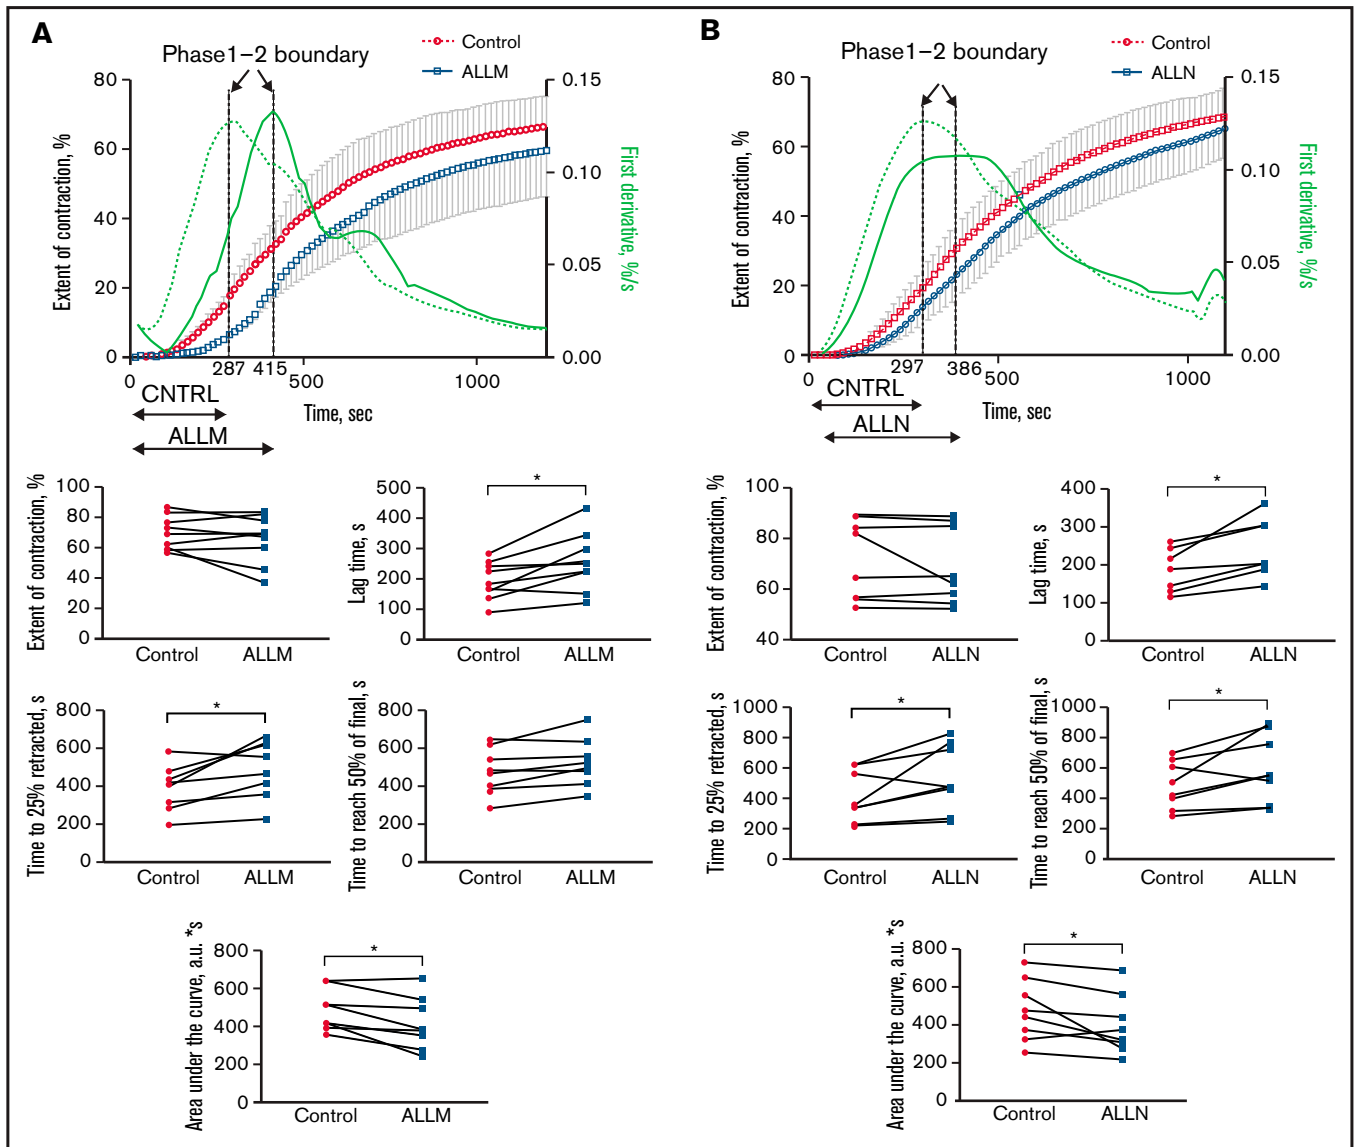 A
Phase1–2 boundary
Control
ALLM
80
60
40
20
0
Extent of contraction, %
0.15
0.10
0.05
0.00
First derivative, %/s
287
415
0
500
1000
Time, sec
CNTRL
ALLM
B
Phase1–2 boundary
Control
ALLN
80
60
40
20
0
Extent of contraction, %
0.15
0.10
0.05
0.00
First derivative, %/s
297
386
0
500
1000
Time, sec
CNTRL
ALLN
Extent of contraction, %
100
80
60
40
20
0
Control
ALLM
Lag time, s
500
400
300
200
100
0
*
Control
ALLM
Extent of contraction, %
100
80
60
40
Control
ALLN
Lag time, s
400
300
200
100
0
*
Control
ALLN
Time to 25% retracted, s
800
600
400
200
0
*
Control
ALLM
Time to reach 50% of final, s
800
600
400
200
0
Control
ALLM
Time to 25% retracted, s
1000
800
600
400
200
0
*
Control
ALLN
Time to reach 50% of final, s
1000
800
600
400
200
0
*
Control
ALLN
Area under the curve, a.u. *s
800
600
400
200
0
*
Control
ALLM
Area under the curve, a.u. *s
800
600
400
200
0
*
Control
ALLN